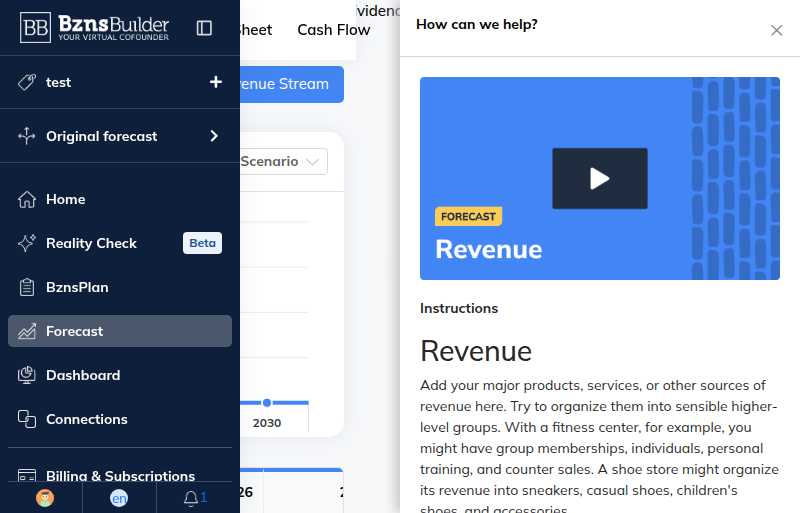 BB BznsBuilder
YOUR VIRTUAL COFOUNDER
test
Original forecast
Home
Reality Check
Beta
BznsPlan
Forecast
Dashboard
Connections
Billing & Subscriptions
en
1
Sheet
Cash Flow
Stream
Scenario
2030
26
How can we help?
FORECAST
Revenue
Instructions
Revenue
Add your major products, services, or other sources of
revenue here. Try to organize them into sensible higher-
level groups. With a fitness center, for example, you
might have group memberships, individuals, personal
training, and counter sales. A shoe store might organize
its revenue into sneakers, casual shoes, children's
shoes, and accessories.